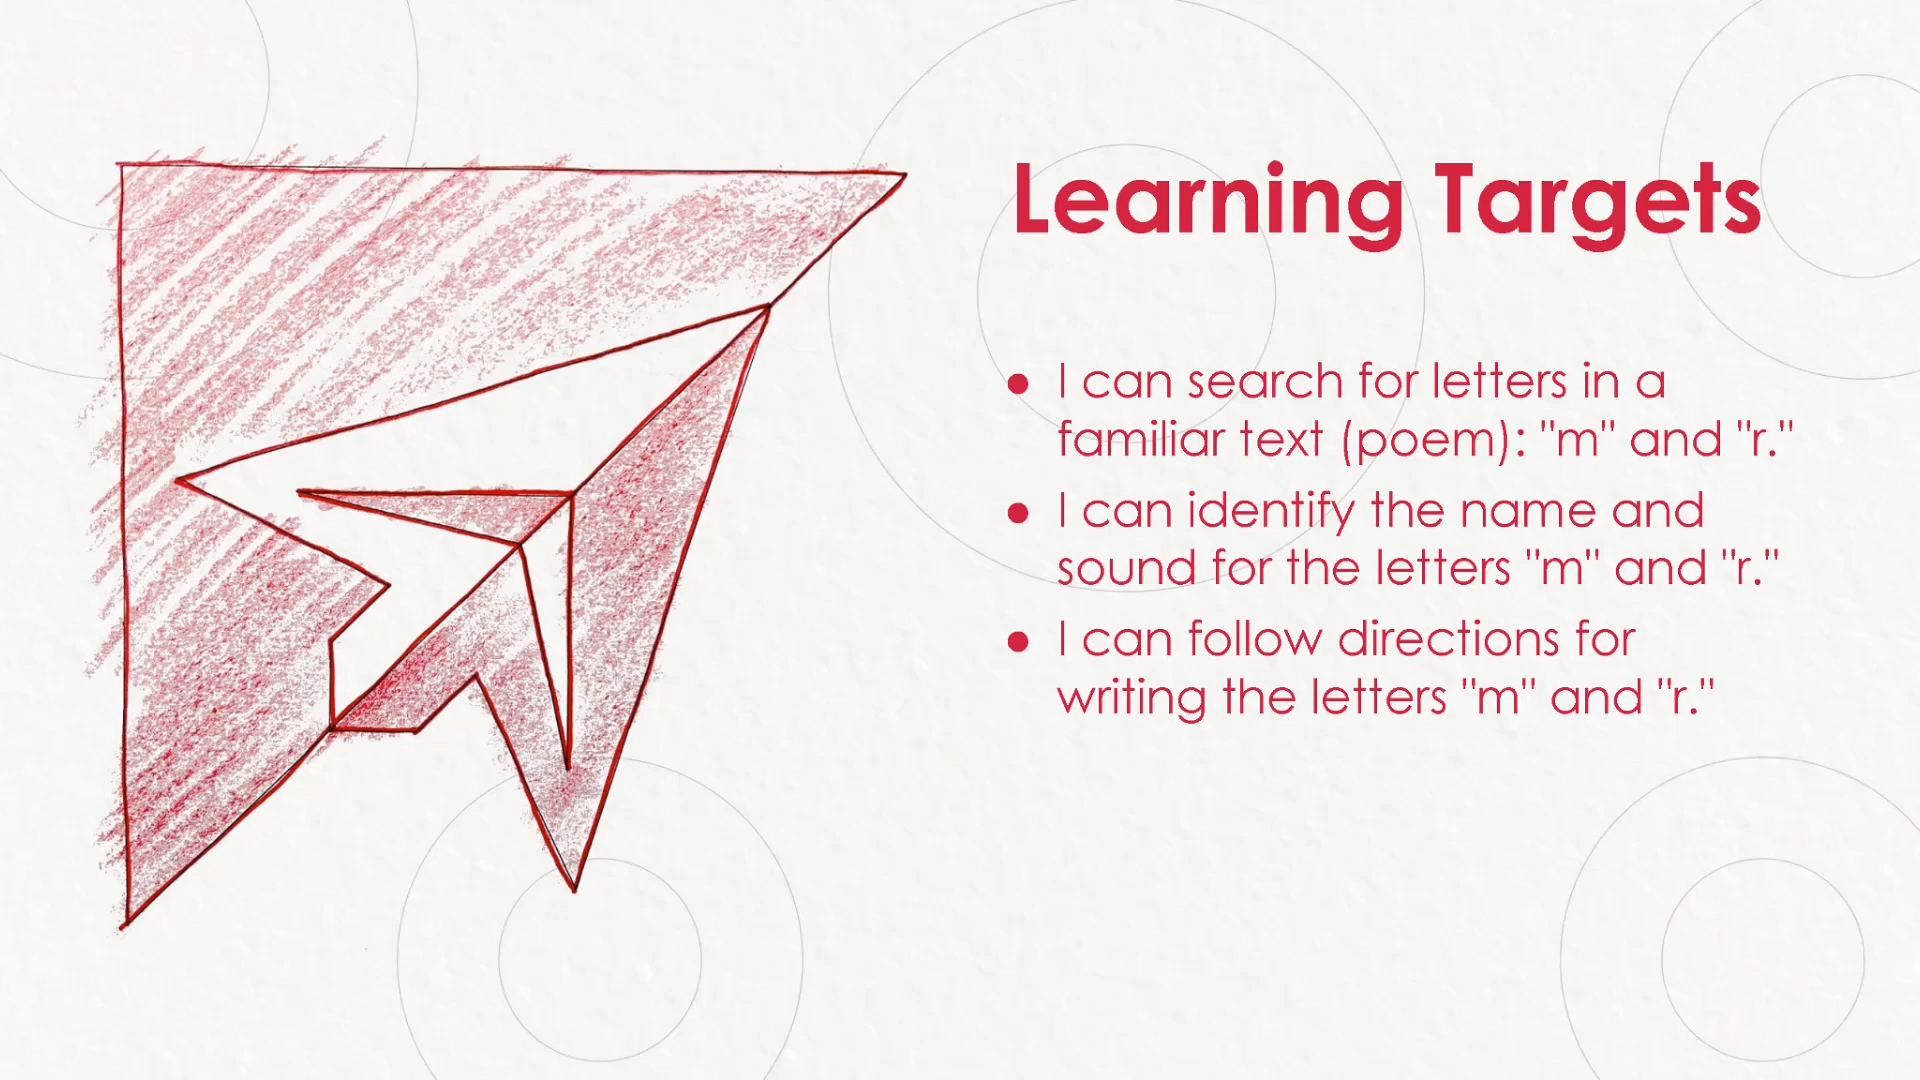 Learning Targets
● I can search for letters in a
familiar text (poem): "m" and "r."
● I can identify the name and
sound for the letters "m" and "r."
● I can follow directions for
writing the letters "m" and "r."